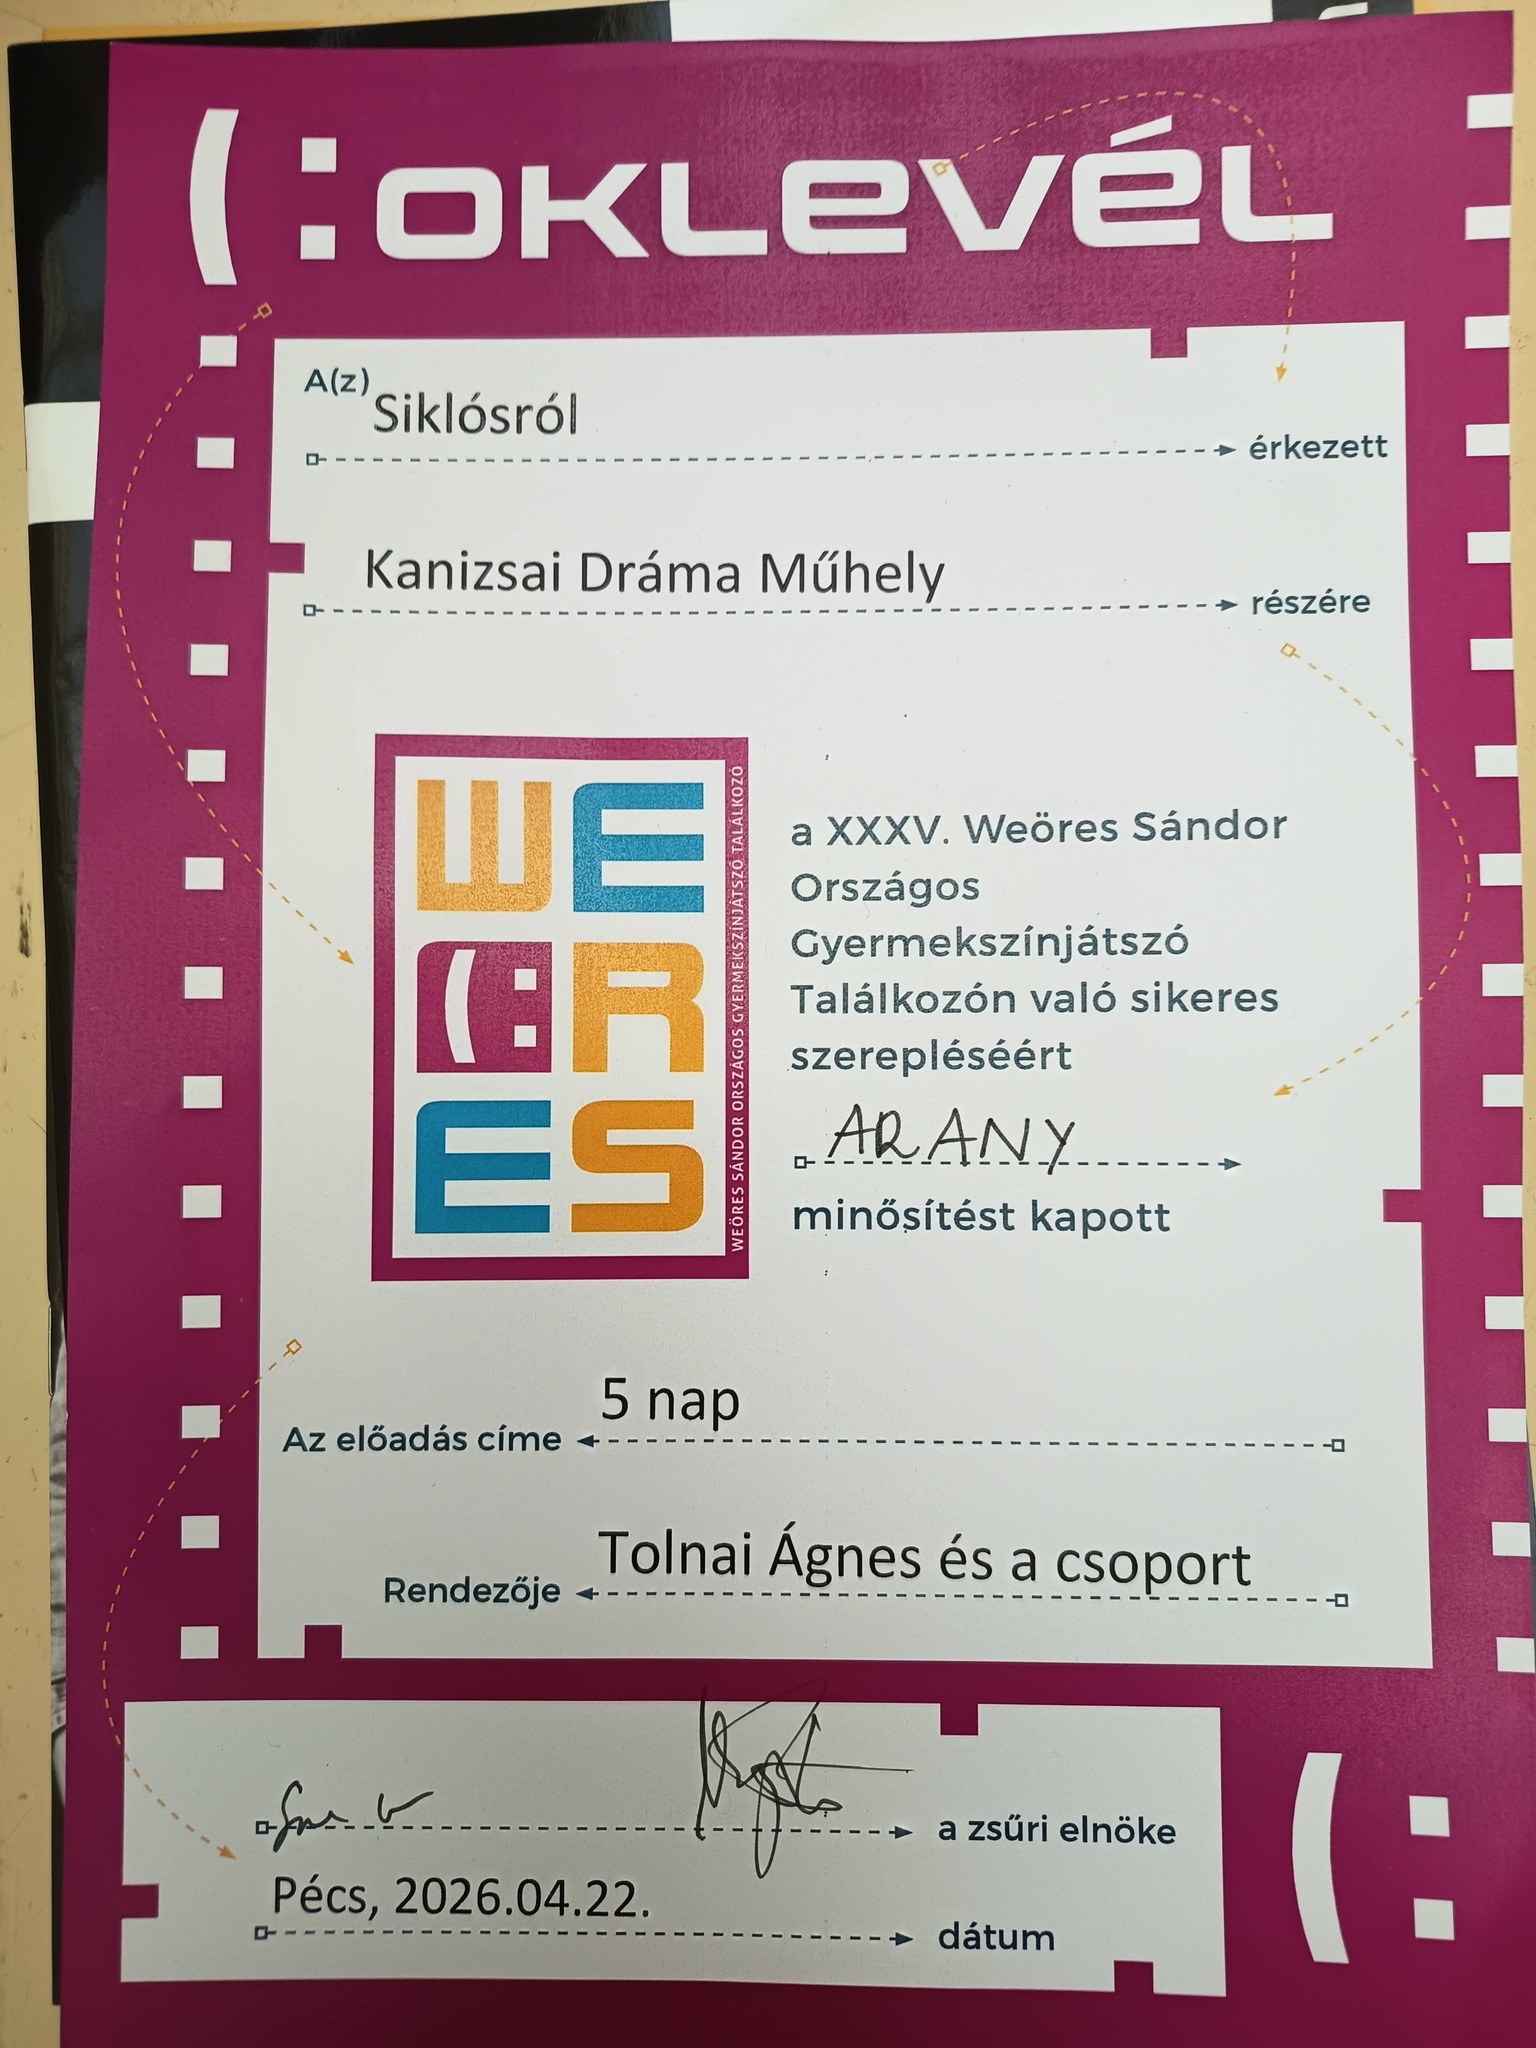 (:OKLEVÉL
A(z) Siklósról érkezett
Kanizsai Dráma Műhely részére
WE
(:R
ES
WEÖRES SÁNDOR ORSZÁGOS GYERMEKSZÍNJÁTSZÓ TALÁLKOZÓ
a XXXV. Weöres Sándor
Országos
Gyermekszínjátszó
Találkozón való sikeres
szerepléséért
ARANY
minősítést kapott
Az előadás címe 5 nap
Rendezője Tolnai Ágnes és a csoport
a zsűri elnöke
Pécs, 2026.04.22. dátum
(: